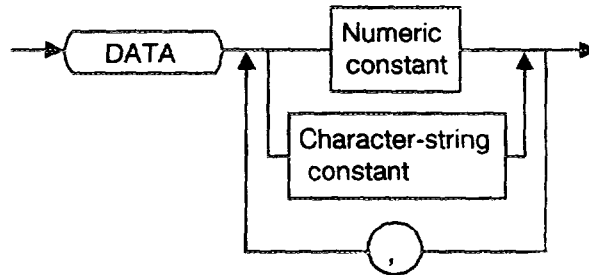 DATA
Numeric
constant
Character-string
constant
,